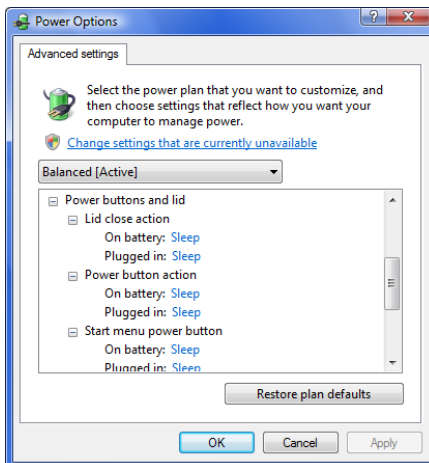 Power Options
Advanced settings
Select the power plan that you want to customize, and
then choose settings that reflect how you want your
computer to manage power.
Change settings that are currently unavailable
Balanced [Active]
Power buttons and lid
Lid close action
On battery: Sleep
Plugged in: Sleep
Power button action
On battery: Sleep
Plugged in: Sleep
Start menu power button
On battery: Sleep
Plugged in: Sleep
Restore plan defaults
OK Cancel Apply